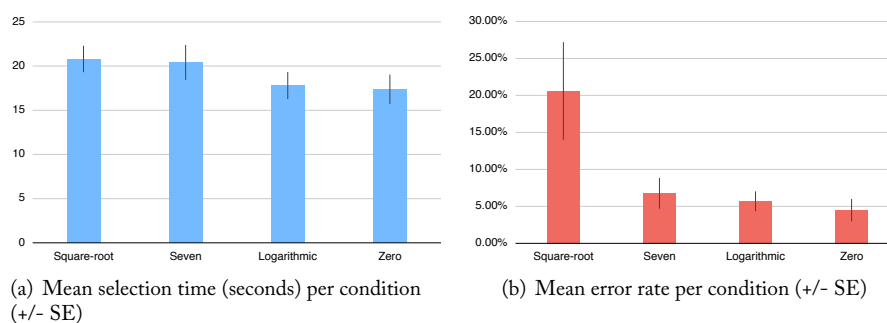 25
20
15
10
5
0
Square-root Seven Logarithmic Zero
(a) Mean selection time (seconds) per condition
(+/- SE)
30.00%
25.00%
20.00%
15.00%
10.00%
5.00%
0.00%
Square-root Seven Logarithmic Zero
(b) Mean error rate per condition (+/- SE)